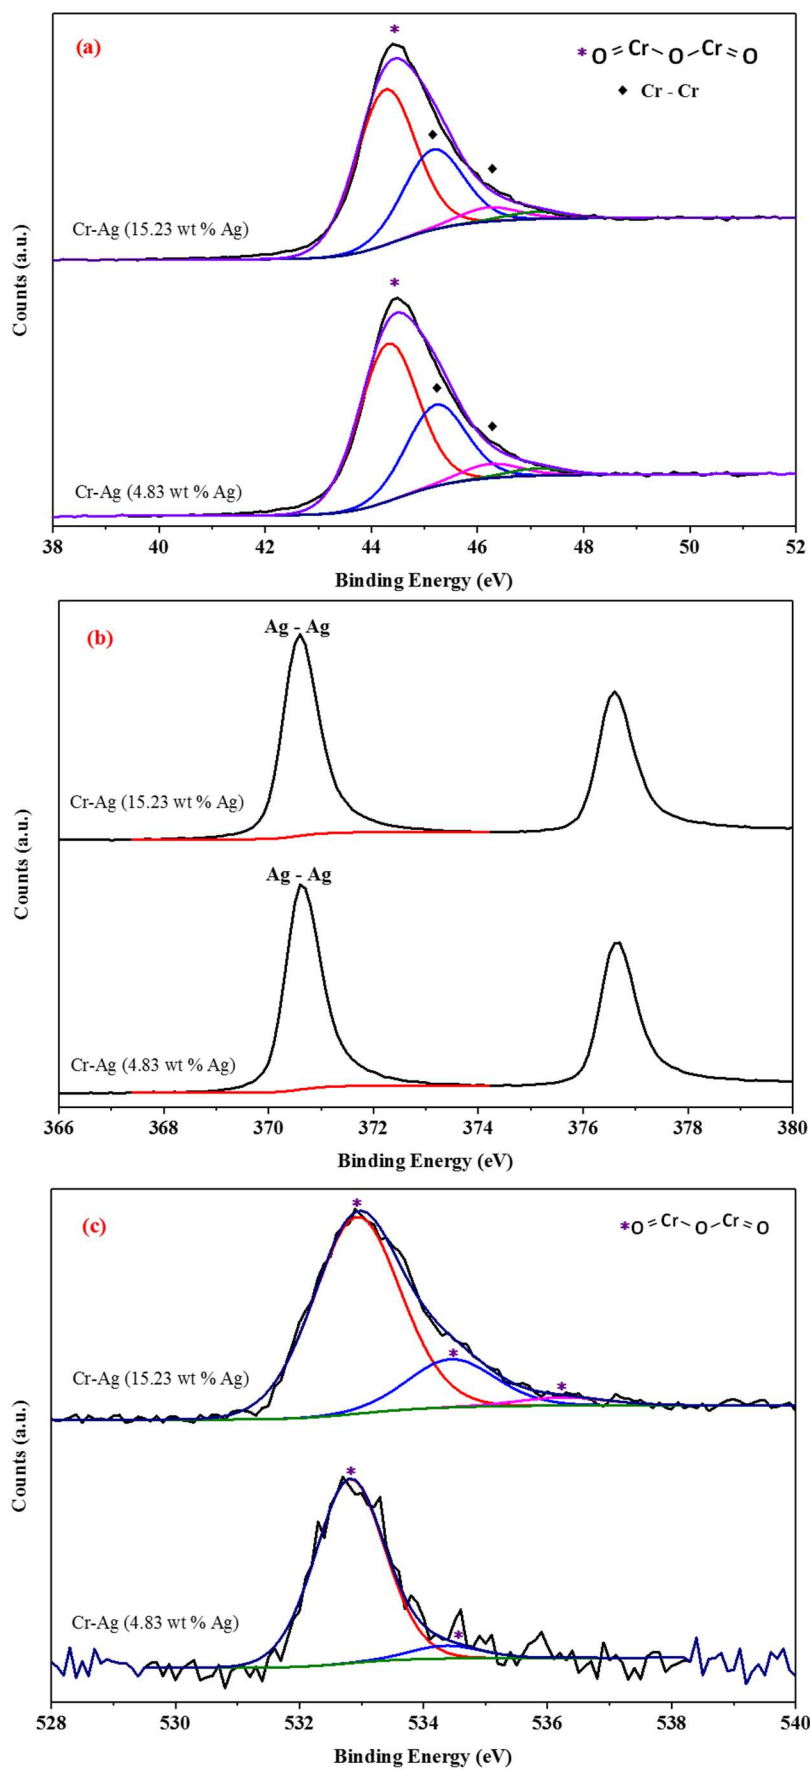 (a)
*
* O=Cr-O-Cr=O
◆ Cr - Cr
◆
◆
Cr-Ag (15.23 wt % Ag)
*
◆
◆
Cr-Ag (4.83 wt % Ag)
Counts (a.u.)
38 40 42 44 46 48 50 52
Binding Energy (eV)
(b)
Ag - Ag
Cr-Ag (15.23 wt % Ag)
Ag - Ag
Cr-Ag (4.83 wt % Ag)
Counts (a.u.)
366 368 370 372 374 376 378 380
Binding Energy (eV)
(c)
*
*O=Cr-O-Cr=O
*
*
Cr-Ag (15.23 wt % Ag)
*
*
Cr-Ag (4.83 wt % Ag)
Counts (a.u.)
528 530 532 534 536 538 540
Binding Energy (eV)